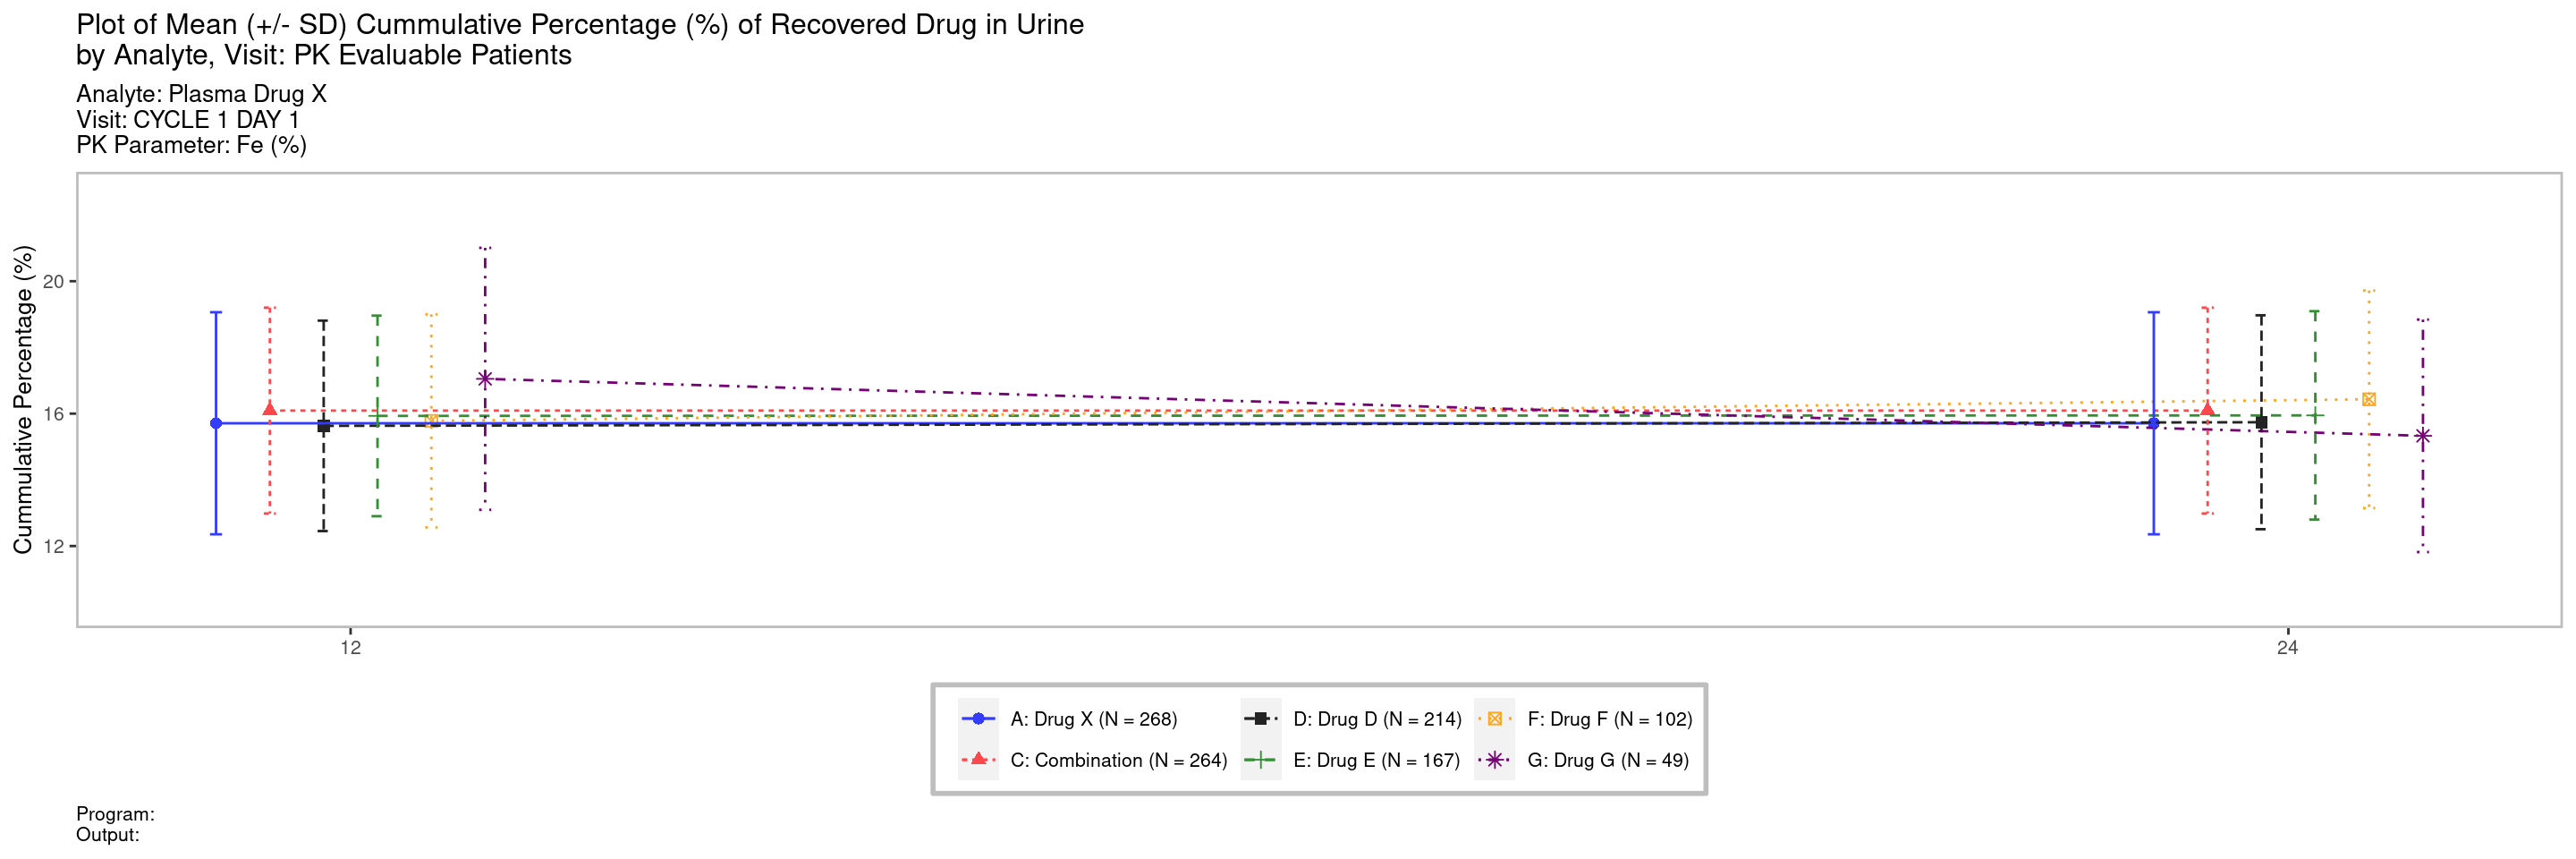 Plot of Mean (+/- SD) Cummulative Percentage (%) of Recovered Drug in Urine
by Analyte, Visit: PK Evaluable Patients
Analyte: Plasma Drug X
Visit: CYCLE 1 DAY 1
PK Parameter: Fe (%)
Cummulative Percentage (%)
20
16
12
12
24
A: Drug X (N = 268)
D: Drug D (N = 214)
F: Drug F (N = 102)
C: Combination (N = 264)
E: Drug E (N = 167)
G: Drug G (N = 49)
Program:
Output: